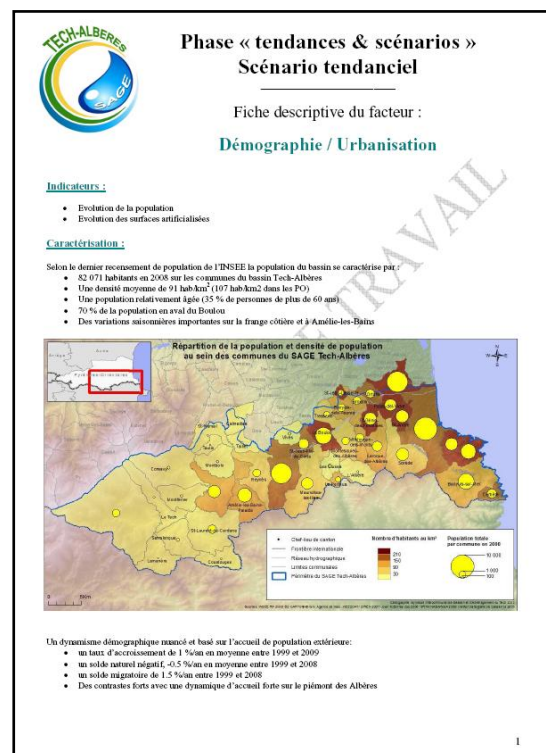 TECH-ALBERES
SAGE
Phase « tendances & scénarios »
Scénario tendanciel
Fiche descriptive du facteur :
Démographie / Urbanisation
Indicateurs :
• Evolution de la population
• Evolution des surfaces artificialisées
TRAVAIL
Caractérisation :
Selon le dernier recensement de population de l'INSEE la population du bassin se caractérise par :
• 82 071 habitants en 2008 sur les communes du bassin Tech-Albères
• Une densité moyenne de 91 hab/km² (107 hab/km2 dans les PO)
• Une population relativement âgée (35 % de personnes de plus de 60 ans)
• 70 % de la population en aval du Boulou
• Des variations saisonnières importantes sur la frange côtière et à Amélie-les-Bains
Répartition de la population et densité de population
au sein des communes du SAGE Tech-Albères
Chef lieu de canton
Frontière internationale
Réseau hydrographique
Limites communales
Périmètre du SAGE Tech-Albères
Nombre d'habitants au km²
210
150
90
30
Population totale
par commune en 2008
10 000
1 000
100
Un dynamisme démographique nuancé et basé sur l'accueil de population extérieure:
• un taux d'accroissement de 1 %/an en moyenne entre 1999 et 2009
• un solde naturel négatif, -0.5 %/an en moyenne entre 1999 et 2008
• un solde migratoire de 1.5 %/an entre 1999 et 2008
• Des contrastes forts avec une dynamique d'accueil forte sur le piémont des Albères
1